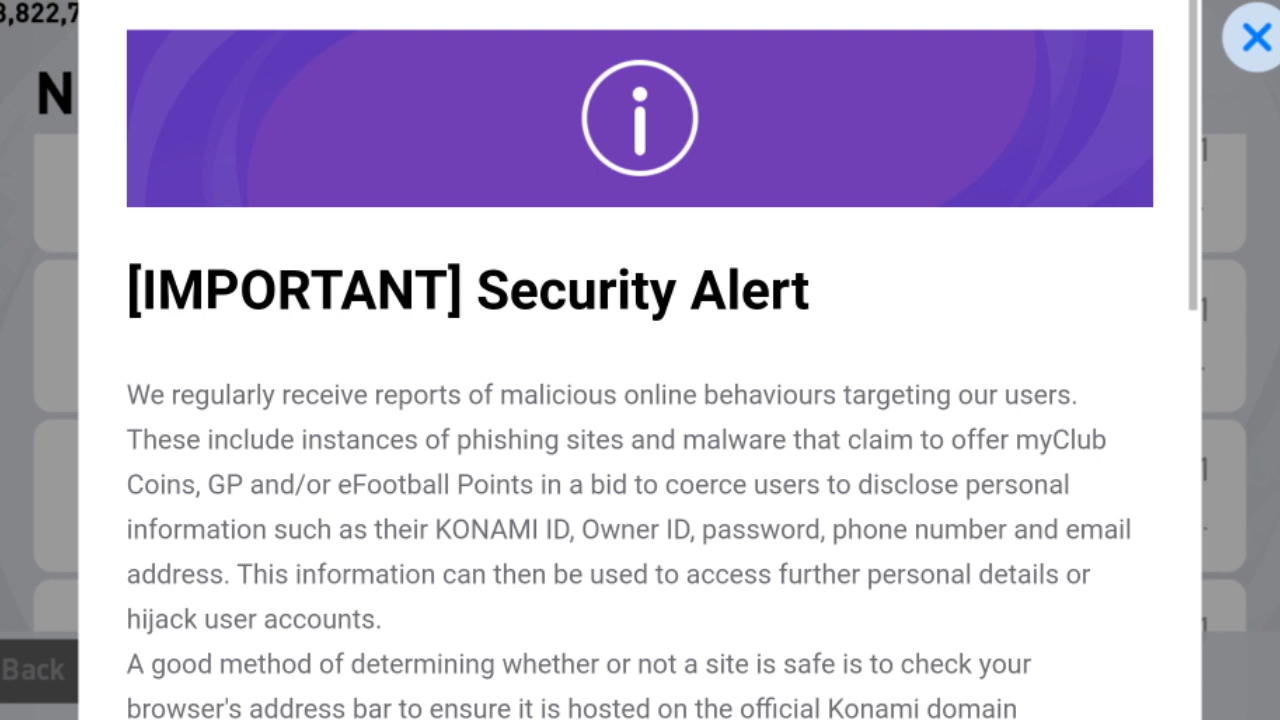 3,822,7
N
[IMPORTANT] Security Alert
We regularly receive reports of malicious online behaviours targeting our users.
These include instances of phishing sites and malware that claim to offer myClub
Coins, GP and/or eFootball Points in a bid to coerce users to disclose personal
information such as their KONAMI ID, Owner ID, password, phone number and email
address. This information can then be used to access further personal details or
hijack user accounts.
A good method of determining whether or not a site is safe is to check your
browser's address bar to ensure it is hosted on the official Konami domain
Back